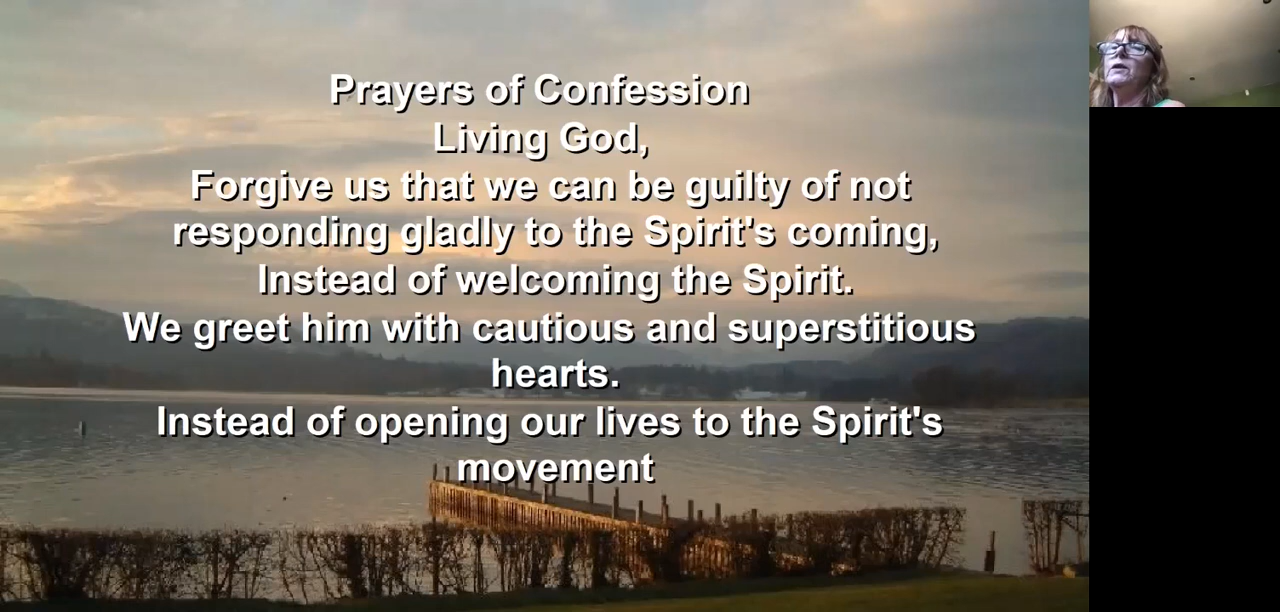 Prayers of Confession
Living God,
Forgive us that we can be guilty of not
responding gladly to the Spirit's coming,
Instead of welcoming the Spirit.
We greet him with cautious and superstitious
hearts.
Instead of opening our lives to the Spirit's
movement